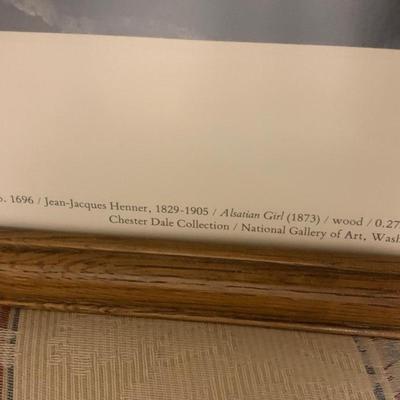 o. 1696 / Jean-Jacques Henner, 1829-1905 / Alsatian Girl (1873) / wood / 0.27
Chester Dale Collection / National Gallery of Art, Wash